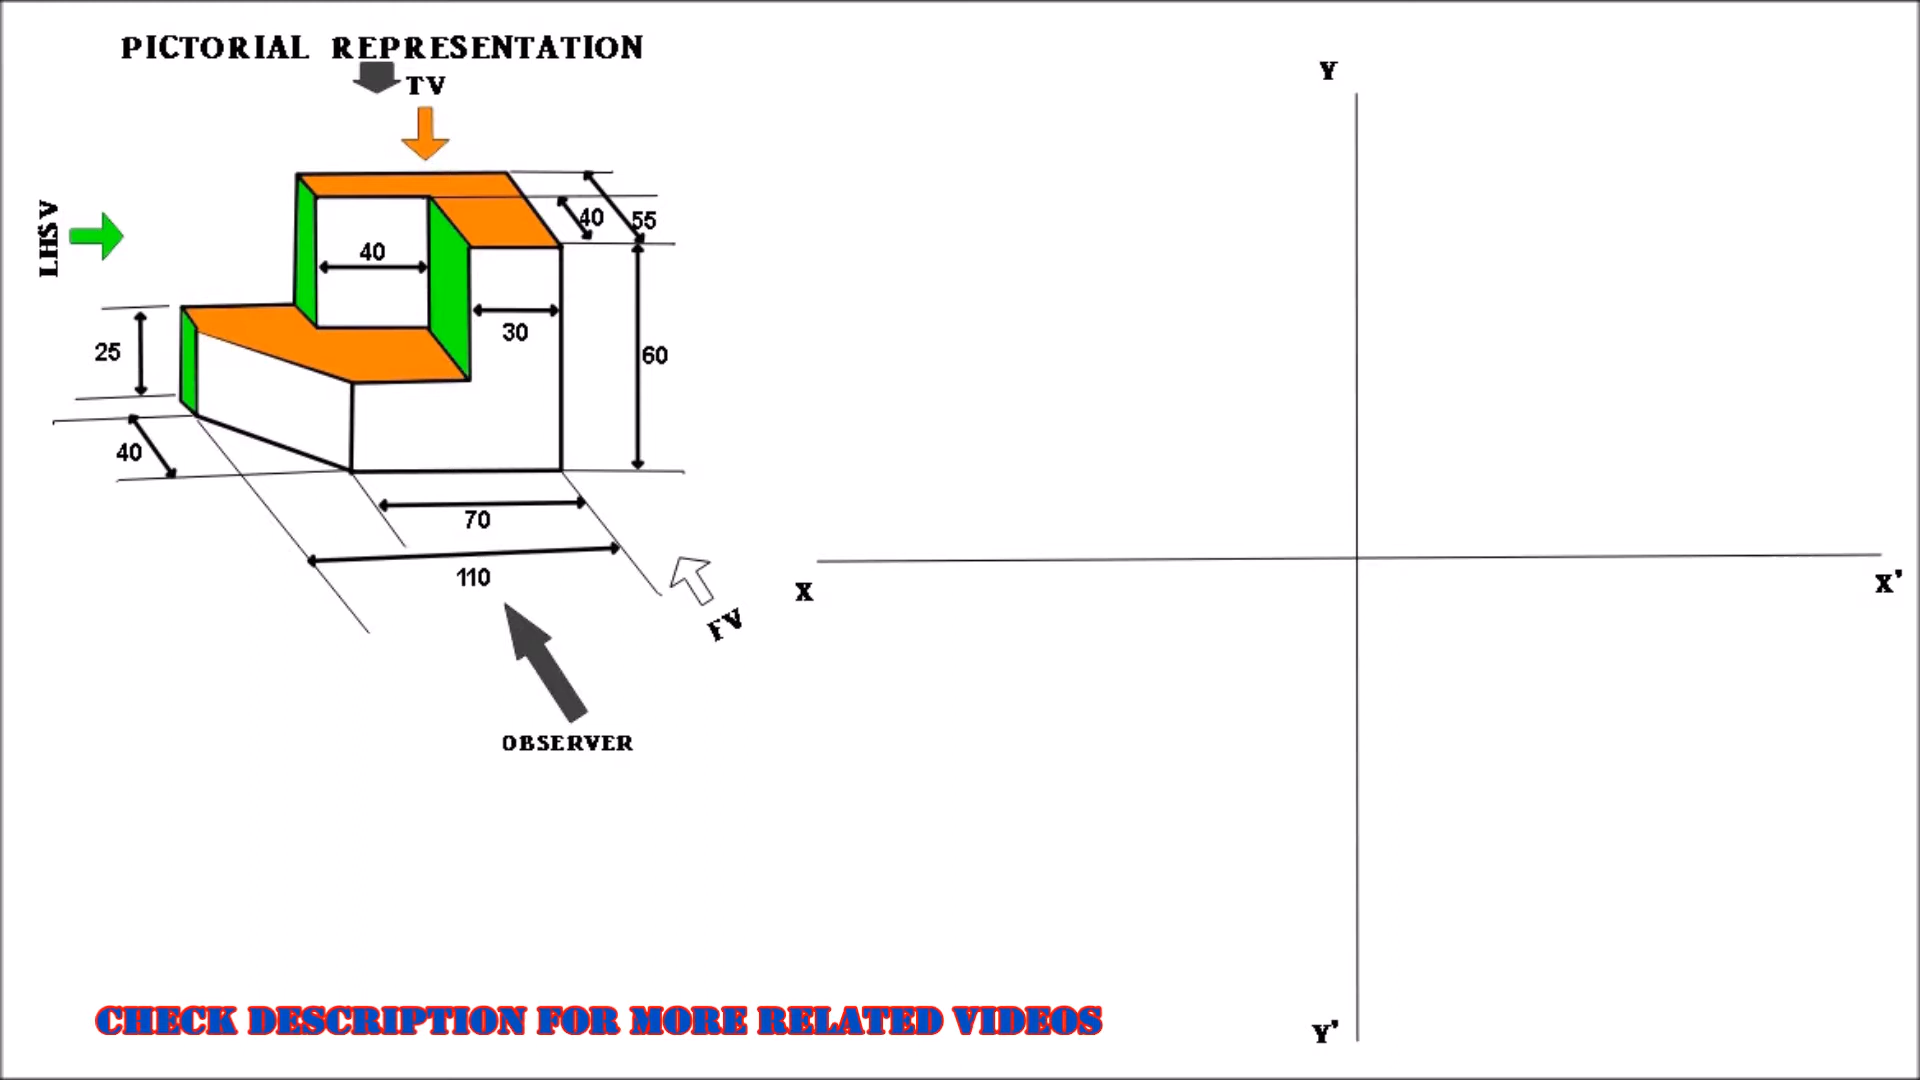 PICTORIAL REPRESENTATION
TV
Y
LHSV
40
55
40
30
25
60
40
70
110
X
X'
FV
OBSERVER
CHECK DESCRIPTION FOR MORE RELATED VIDEOS
Y'